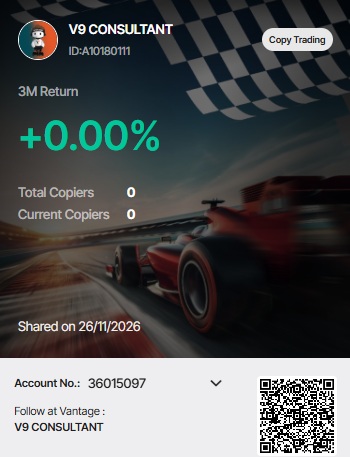 V9 CONSULTANT
ID:A10180111
Copy Trading
3M Return
+0.00%
Total Copiers 0
Current Copiers 0
Shared on 26/11/2026
Account No.: 36015097
Follow at Vantage :
V9 CONSULTANT